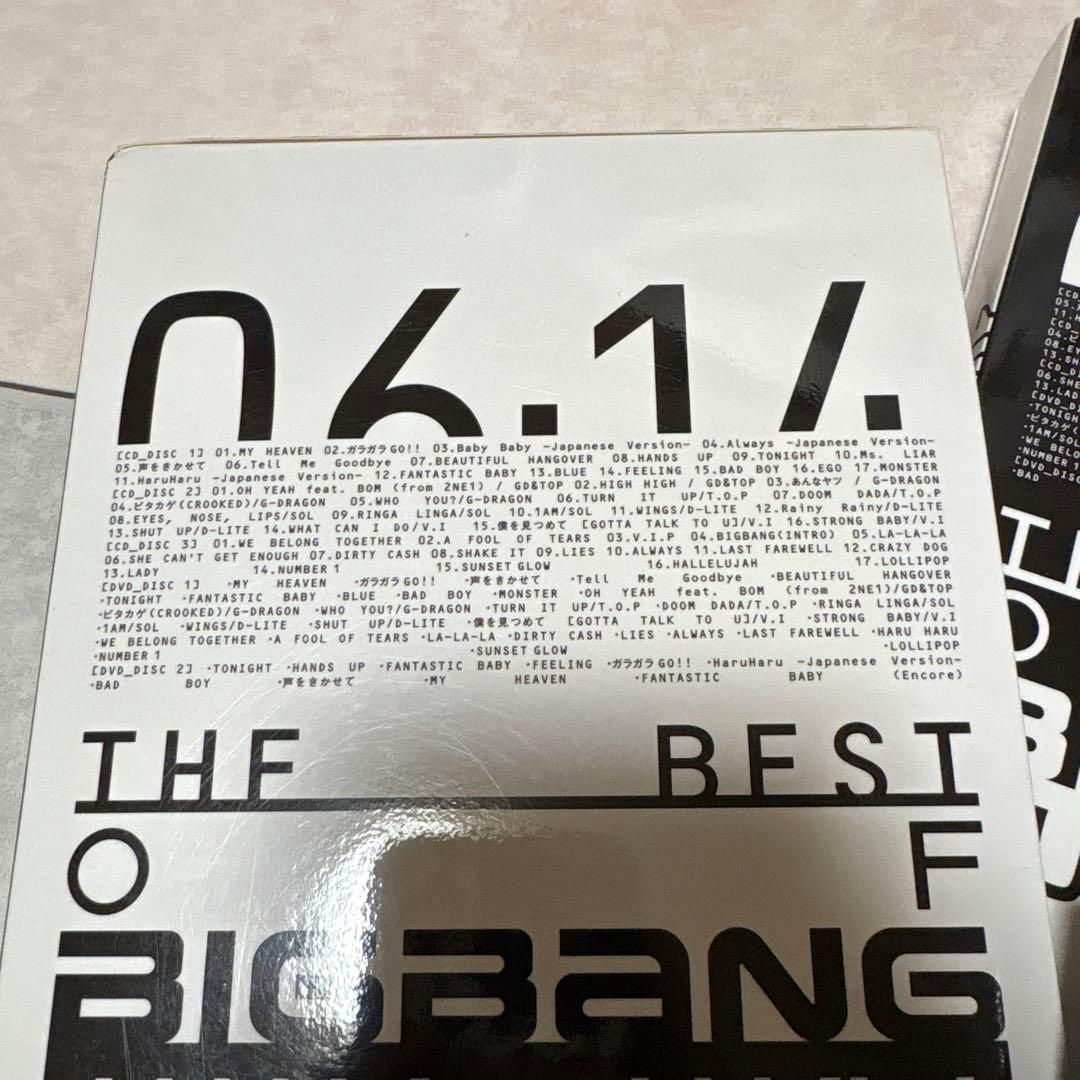 06.14
[CD_DISC 1] 01.MY HEAVEN 02.ガラガラGO!! 03.Baby Baby -Japanese Version- 04.Always -Japanese Version-
05.声をきかせて 06.Tell Me Goodbye 07.BEAUTIFUL HANGOVER 08.HANDS UP 09.TONIGHT 10.Ms. LIAR
11.HaruHaru -Japanese Version- 12.FANTASTIC BABY 13.BLUE 14.FEELING 15.BAD BOY 16.EGO 17.MONSTER
[CD_DISC 2] 01.OH YEAH feat. BOM (from 2NE1) / GD&TOP 02.HIGH HIGH / GD&TOP 03.あんなヤツ / G-DRAGON
04.ピタカゲ(CROOKED)/G-DRAGON 05.WHO YOU?/G-DRAGON 06.TURN IT UP/T.O.P 07.DOOM DADA/T.O.P
08.EYES, NOSE, LIPS/SOL 09.RINGA LINGA/SOL 10.1AM/SOL 11.WINGS/D-LITE 12.Rainy Rainy/D-LITE
13.SHUT UP/D-LITE 14.WHAT CAN I DO/V.I 15.僕を見つめて [GOTTA TALK TO U]/V.I 16.STRONG BABY/V.I
[CD_DISC 3] 01.WE BELONG TOGETHER 02.A FOOL OF TEARS 03.V.I.P 04.BIGBANG(INTRO) 05.LA-LA-LA
06.SHE CAN'T GET ENOUGH 07.DIRTY CASH 08.SHAKE IT 09.LIES 10.ALWAYS 11.LAST FAREWELL 12.CRAZY DOG
13.LADY 14.NUMBER 1 15.SUNSET GLOW 16.HALLELUJAH 17.LOLLIPOP
[DVD_DISC 1] ・MY HEAVEN ・ガラガラGO!! ・声をきかせて ・Tell Me Goodbye ・BEAUTIFUL HANGOVER
・TONIGHT ・FANTASTIC BABY ・BLUE ・BAD BOY ・MONSTER ・OH YEAH feat. BOM (from 2NE1)/GD&TOP
・ピタカゲ(CROOKED)/G-DRAGON ・WHO YOU?/G-DRAGON ・TURN IT UP/T.O.P ・DOOM DADA/T.O.P ・RINGA LINGA/SOL
・1AM/SOL ・WINGS/D-LITE ・SHUT UP/D-LITE ・僕を見つめて [GOTTA TALK TO U]/V.I ・STRONG BABY/V.I
・WE BELONG TOGETHER ・A FOOL OF TEARS ・LA-LA-LA ・DIRTY CASH ・LIES ・ALWAYS ・LAST FAREWELL ・HARU HARU
・NUMBER 1 ・SUNSET GLOW ・LOLLIPOP
[DVD_DISC 2] ・TONIGHT ・HANDS UP ・FANTASTIC BABY ・FEELING ・ガラガラGO!! ・HaruHaru -Japanese Version-
・BAD BOY ・声をきかせて ・MY HEAVEN ・FANTASTIC BABY (Encore)
THE BEST
OF
BIGBANG